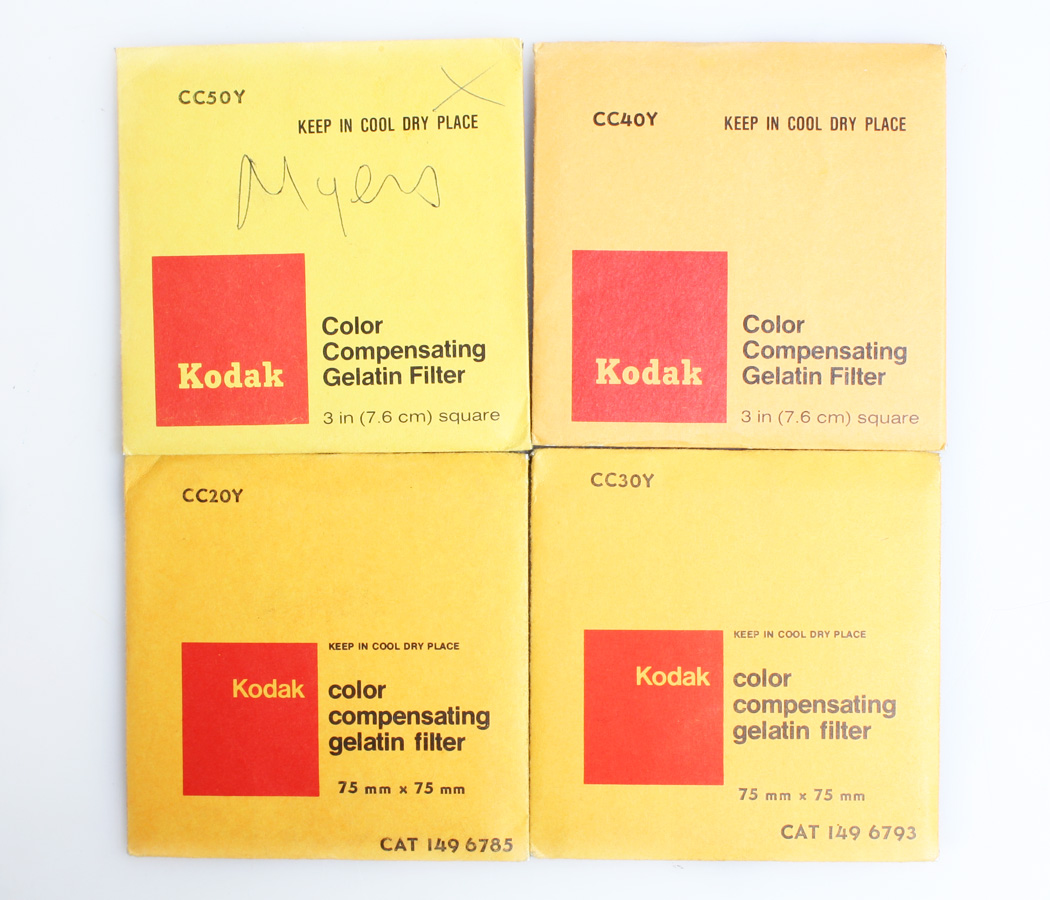 CC50Y
KEEP IN COOL DRY PLACE
Myers
Kodak
Color
Compensating
Gelatin Filter
3 in (7.6 cm) square
CC40Y
KEEP IN COOL DRY PLACE
Kodak
Color
Compensating
Gelatin Filter
3 in (7.6 cm) square
CC20Y
KEEP IN COOL DRY PLACE
Kodak
color
compensating
gelatin filter
75 mm x 75 mm
CAT 149 6785
CC30Y
KEEP IN COOL DRY PLACE
Kodak
color
compensating
gelatin filter
75 mm x 75 mm
CAT 149 6793